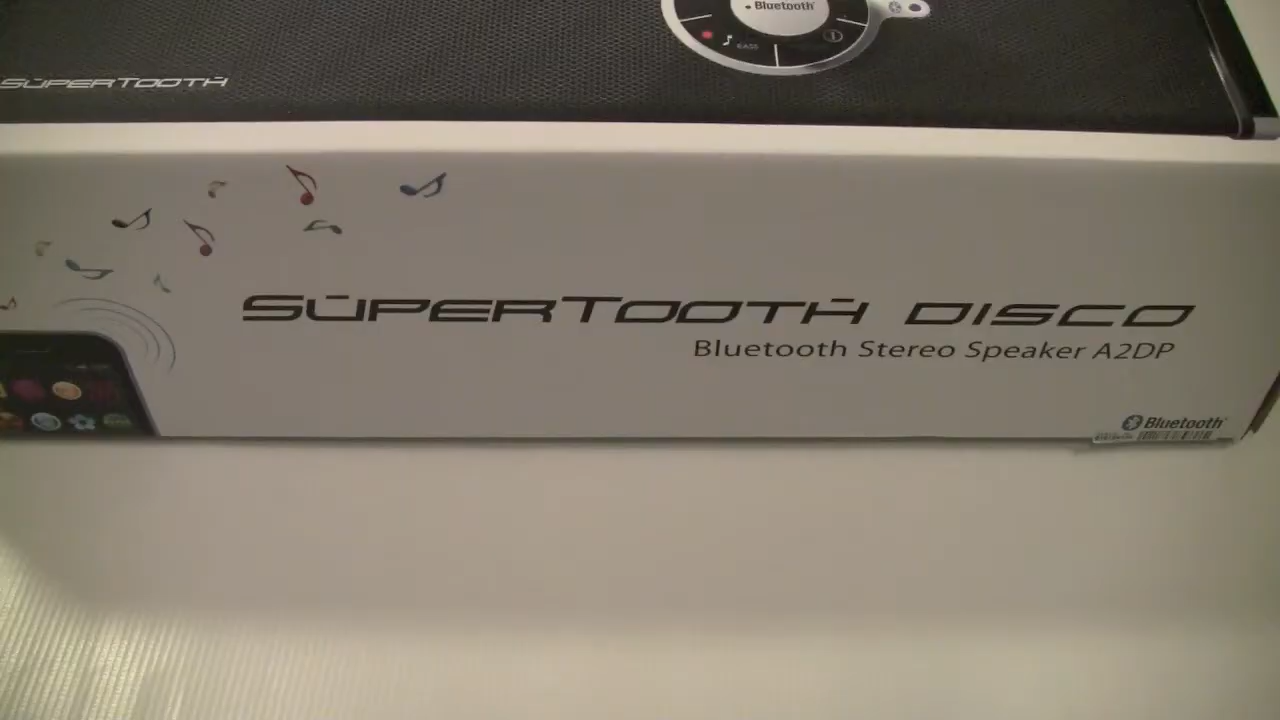 Bluetooth
BASS
SUPERTOOTH
SUPERTOOTH DISCO
Bluetooth Stereo Speaker A2DP
Bluetooth